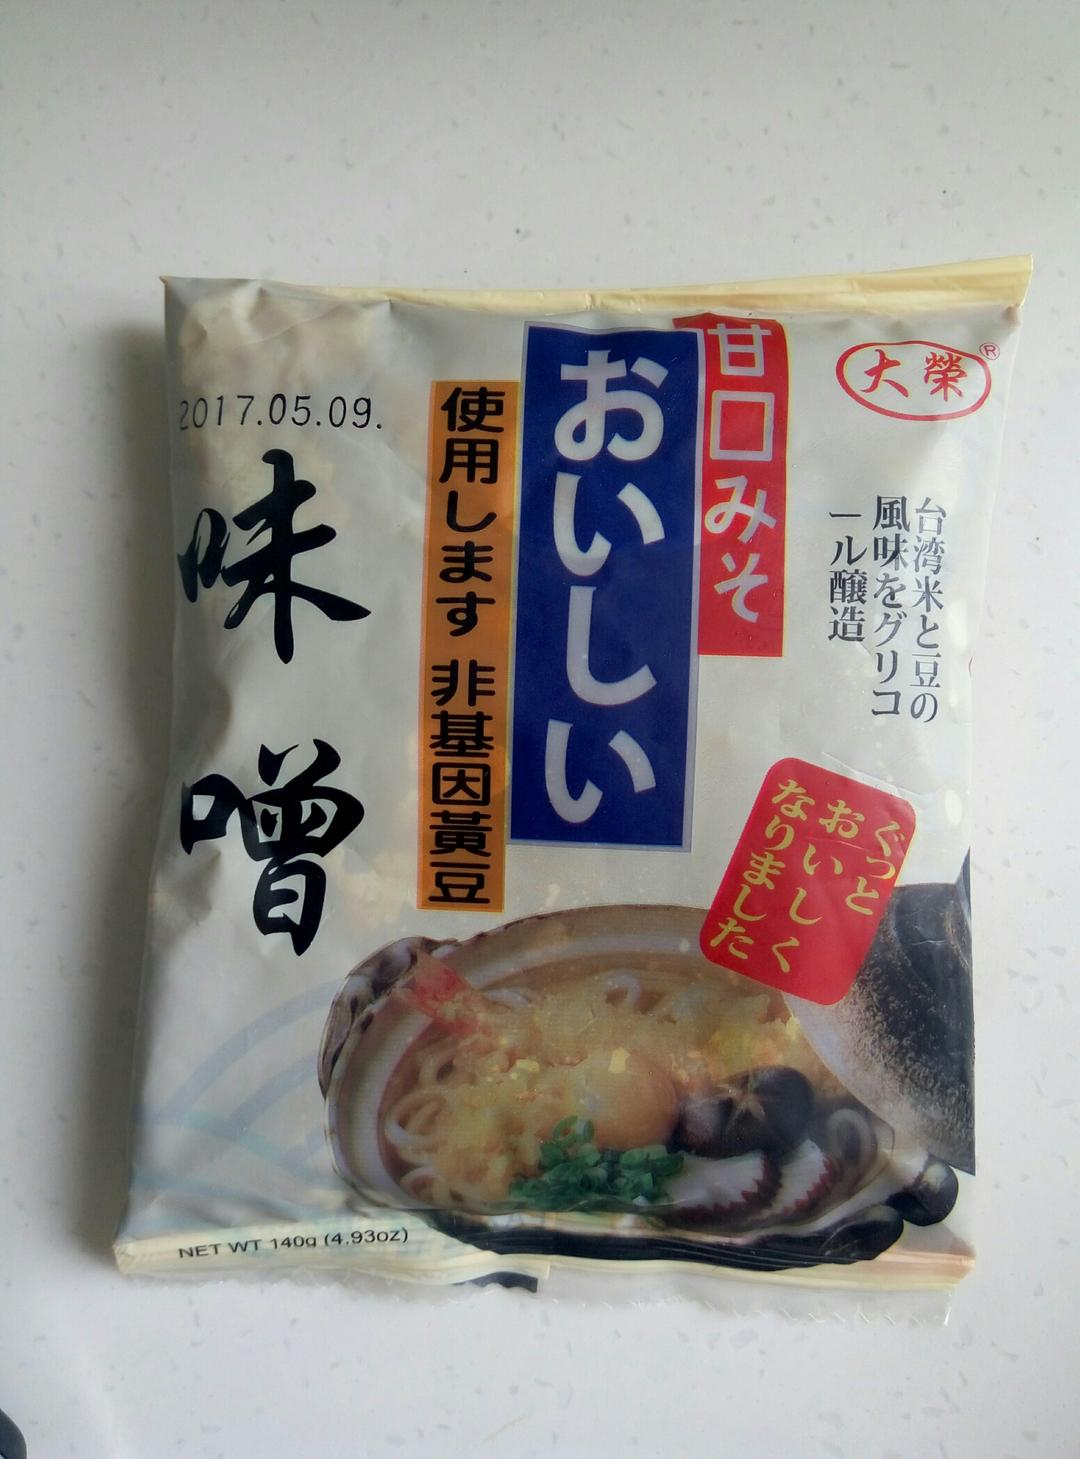 大榮®
台湾米と豆の
風味をグリコ
ール醸造
甘口みそ
おいしい
使用します 非基因黃豆
2017.05.09.
味噌
ぐっと
おいしく
なりました
NET WT 140g (4.93oz)